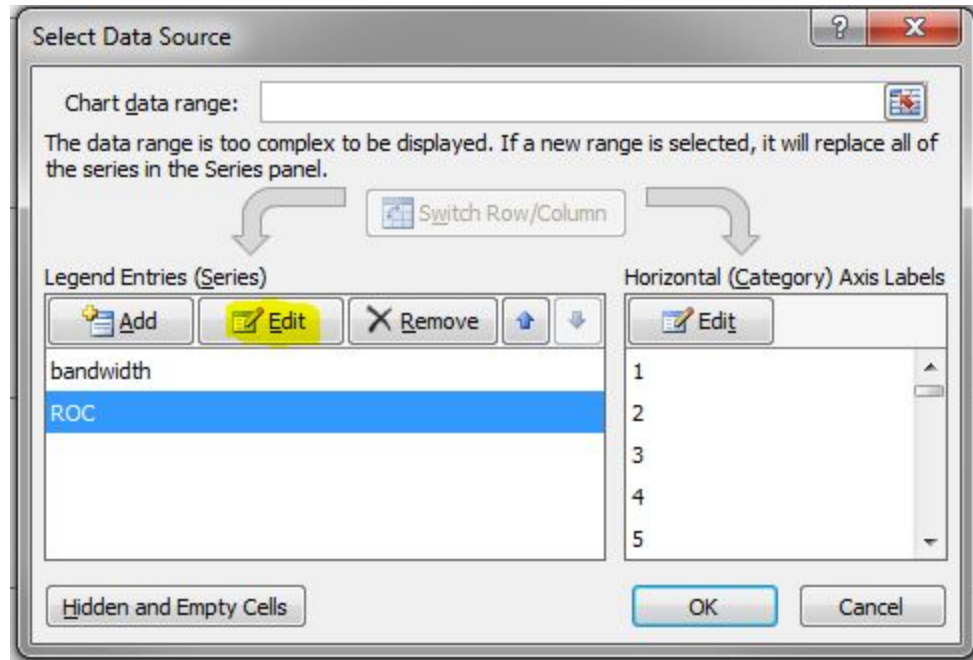 Select Data Source
Chart data range:
The data range is too complex to be displayed. If a new range is selected, it will replace all of
the series in the Series panel.
Switch Row/Column
Legend Entries (Series)
Horizontal (Category) Axis Labels
Add
Edit
Remove
Edit
bandwidth
ROC
1
2
3
4
5
Hidden and Empty Cells
OK
Cancel